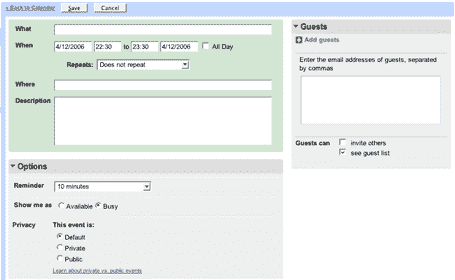 « Back to Calendar Save Cancel
What
When 4/12/2006 22:30 to 23:30 4/12/2006 All Day
Repeats: Does not repeat
Where
Description
Guests
Add guests
Enter the email addresses of guests, separated
by commas
Guests can invite others
see guest list
Options
Reminder 10 minutes
Show me as Available Busy
Privacy This event is:
Default
Private
Public
Learn about private vs. public events